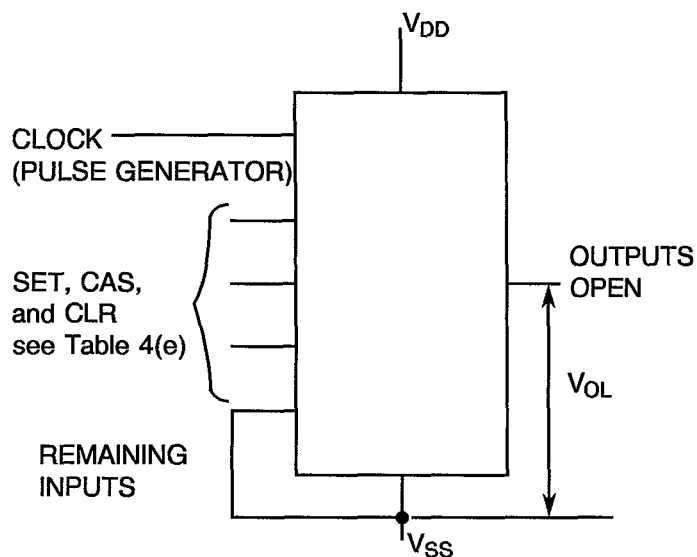 VDD
CLOCK
(PULSE GENERATOR)
SET, CAS,
and CLR
see Table 4(e)
OUTPUTS
OPEN
VOL
REMAINING
INPUTS
VSS